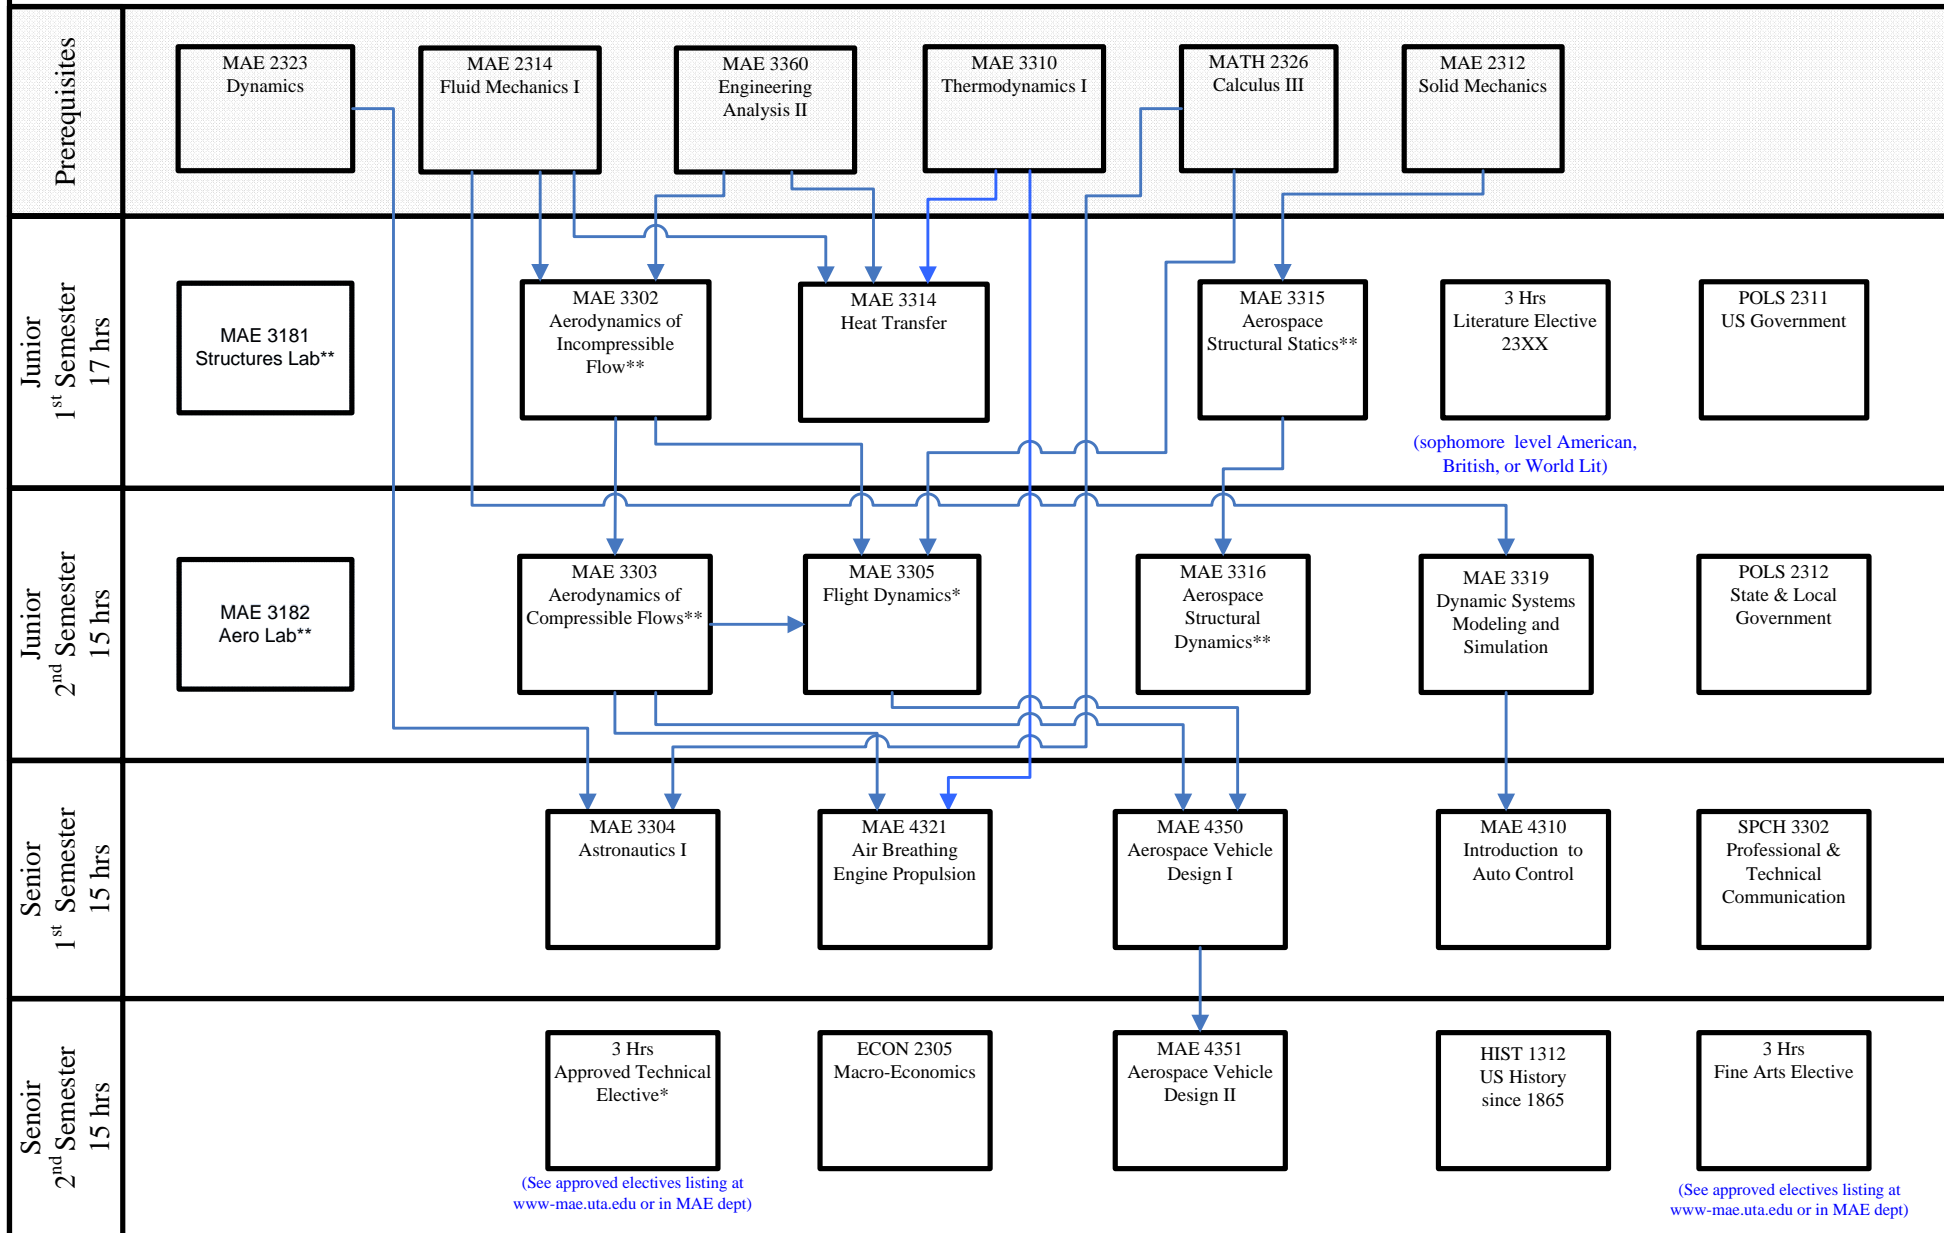 Prerequisites
MAE 2323
Dynamics
MAE 2314
Fluid Mechanics I
MAE 3360
Engineering
Analysis II
MAE 3310
Thermodynamics I
MATH 2326
Calculus III
MAE 2312
Solid Mechanics
Junior
1st Semester
17 hrs
MAE 3181
Structures Lab**
MAE 3302
Aerodynamics of
Incompressible
Flow**
MAE 3314
Heat Transfer
MAE 3315
Aerospace
Structural Statics**
3 Hrs
Literature Elective
23XX
(sophomore level American,
British, or World Lit)
POLS 2311
US Government
Junior
2nd Semester
15 hrs
MAE 3182
Aero Lab**
MAE 3303
Aerodynamics of
Compressible Flows**
MAE 3305
Flight Dynamics*
MAE 3316
Aerospace
Structural
Dynamics**
MAE 3319
Dynamic Systems
Modeling and
Simulation
POLS 2312
State & Local
Government
Senior
1st Semester
15 hrs
MAE 3304
Astronautics I
MAE 4321
Air Breathing
Engine Propulsion
MAE 4350
Aerospace Vehicle
Design I
MAE 4310
Introduction to
Auto Control
SPCH 3302
Professional &
Technical
Communication
Senoir
2nd Semester
15 hrs
3 Hrs
Approved Technical
Elective*
(See approved electives listing at
www-mae.uta.edu or in MAE dept)
ECON 2305
Macro-Economics
MAE 4351
Aerospace Vehicle
Design II
HIST 1312
US History
since 1865
3 Hrs
Fine Arts Elective
(See approved electives listing at
www-mae.uta.edu or in MAE dept)